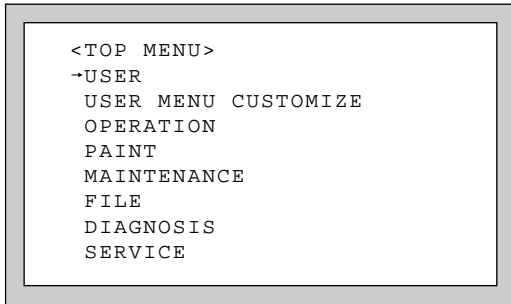 <TOP MENU>
→USER
USER MENU CUSTOMIZE
OPERATION
PAINT
MAINTENANCE
FILE
DIAGNOSIS
SERVICE